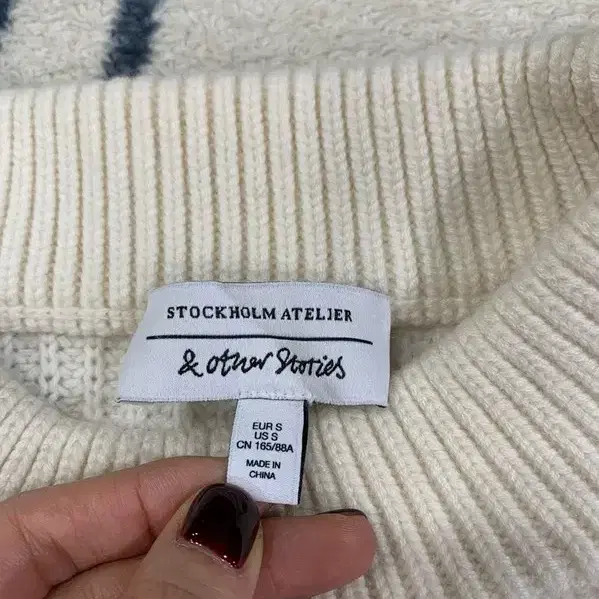 STOCKHOLM ATELIER
& other Stories
EUR S
US S
CN 165/88A
MADE IN
CHINA